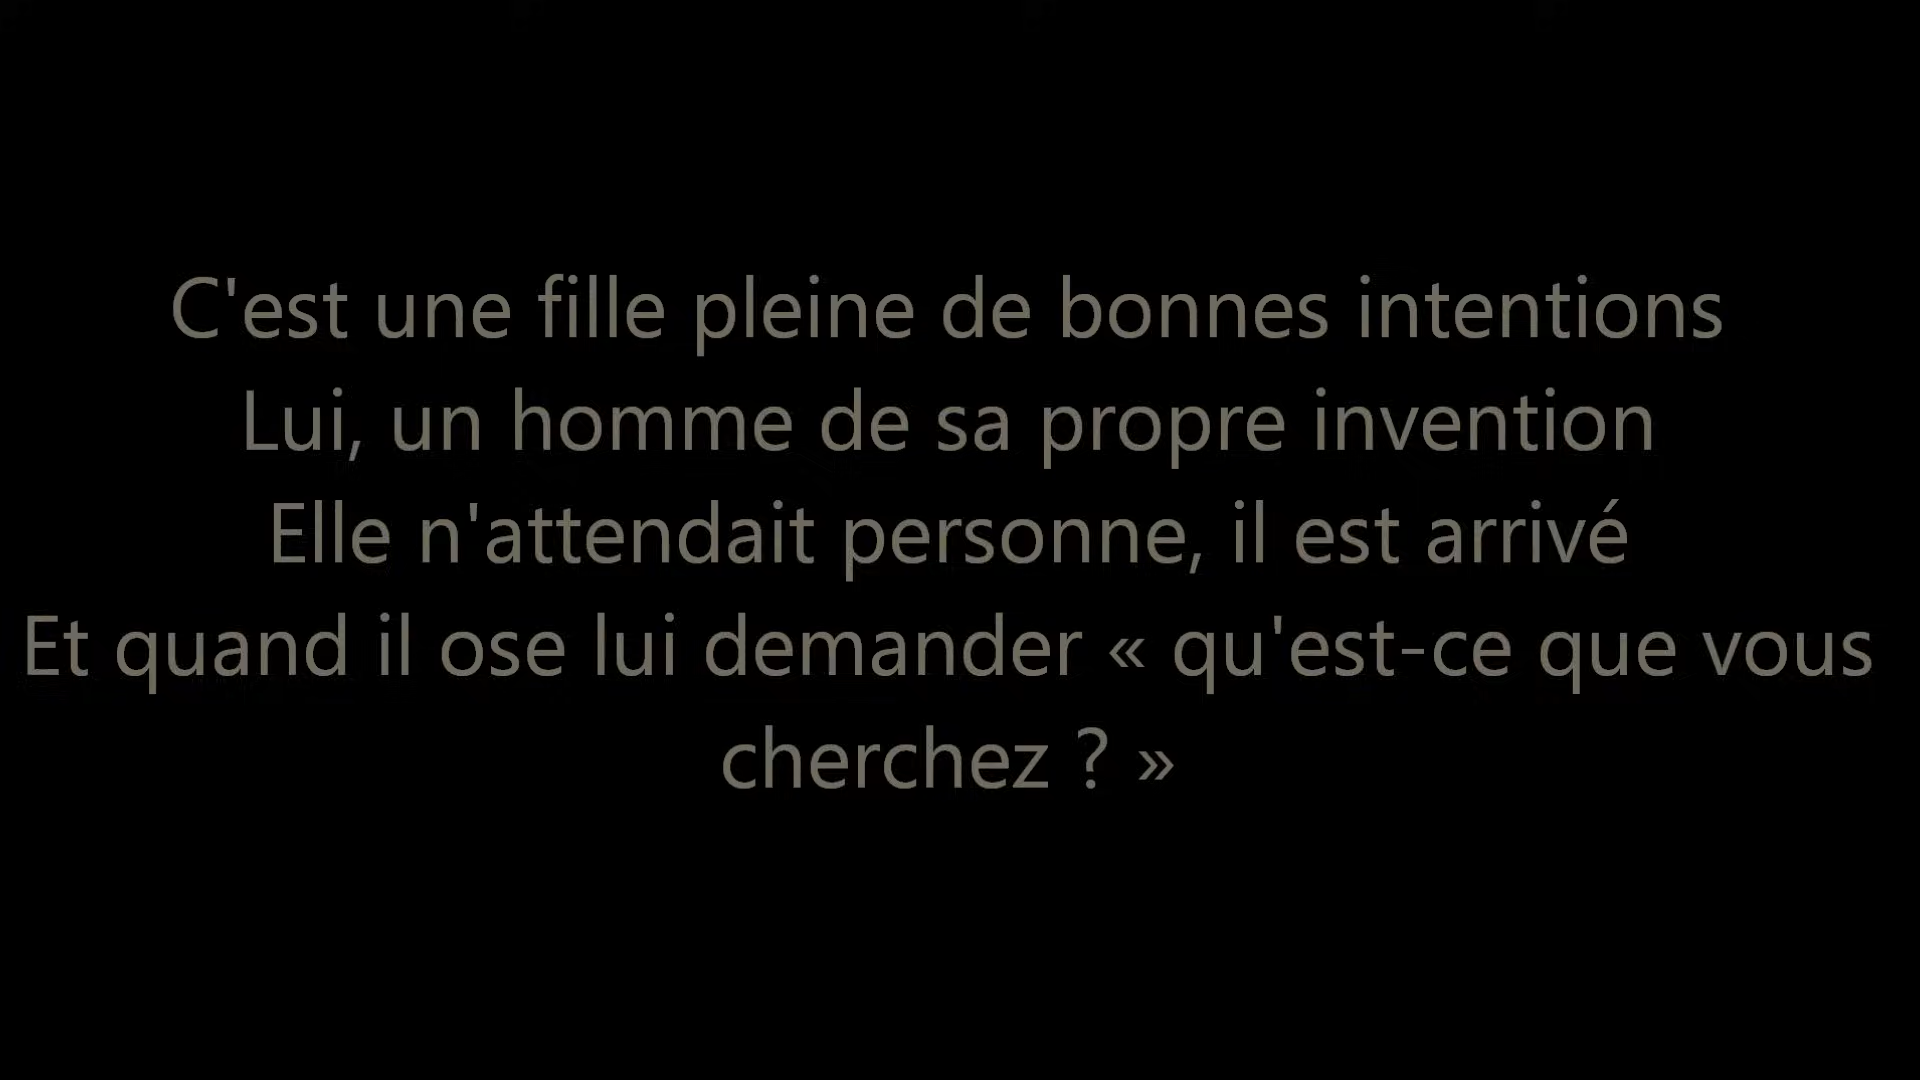 C'est une fille pleine de bonnes intentions
Lui, un homme de sa propre invention
Elle n'attendait personne, il est arrivé
Et quand il ose lui demander « qu'est-ce que vous
cherchez ? »